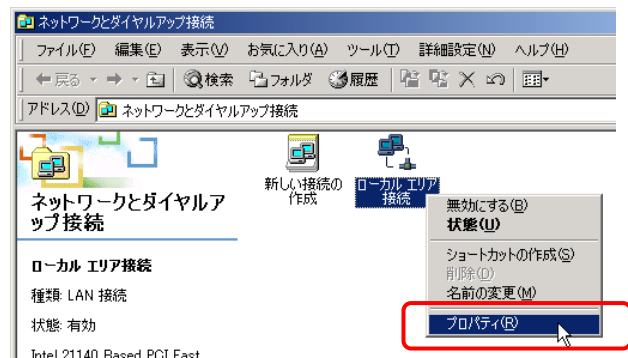 ネットワークとダイヤルアップ接続
ファイル(F) 編集(E) 表示(V) お気に入り(A) ツール(T) 詳細設定(N) ヘルプ(H)
戻る 検索 フォルダ 履歴
アドレス(D) ネットワークとダイヤルアップ接続
ネットワークとダイヤルア
ップ接続
ローカル エリア接続
種類: LAN 接続
状態: 有効
Intel 21140 Based PCI Fast
新しい接続の
作成
ローカル エリア
接続
無効にする(B)
状態(U)
ショートカットの作成(S)
削除(D)
名前の変更(M)
プロパティ(R)